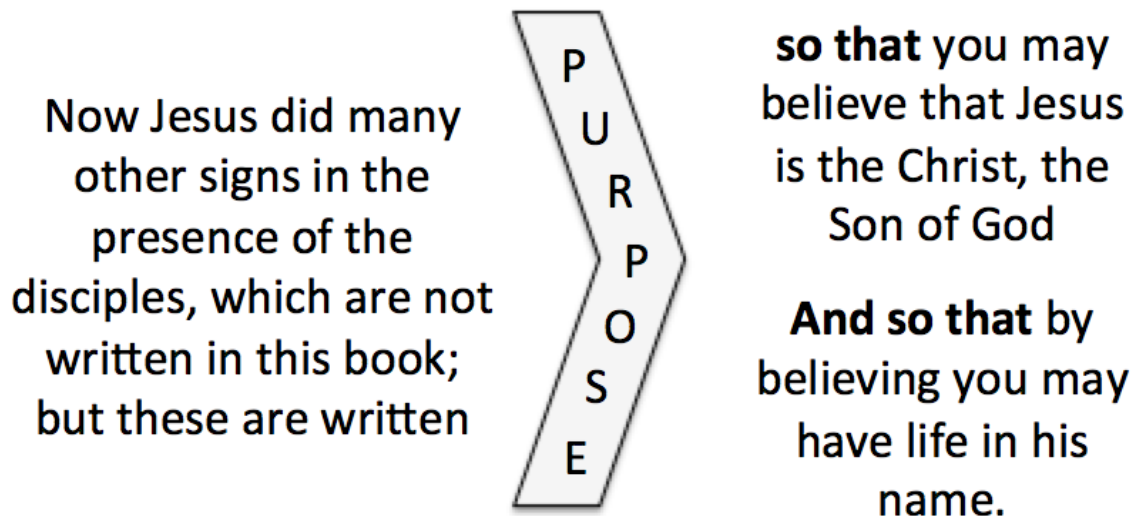 Now Jesus did many
other signs in the
presence of the
disciples, which are not
written in this book;
but these are written
P
U
R
P
O
S
E
so that you may
believe that Jesus
is the Christ, the
Son of God
And so that by
believing you may
have life in his
name.